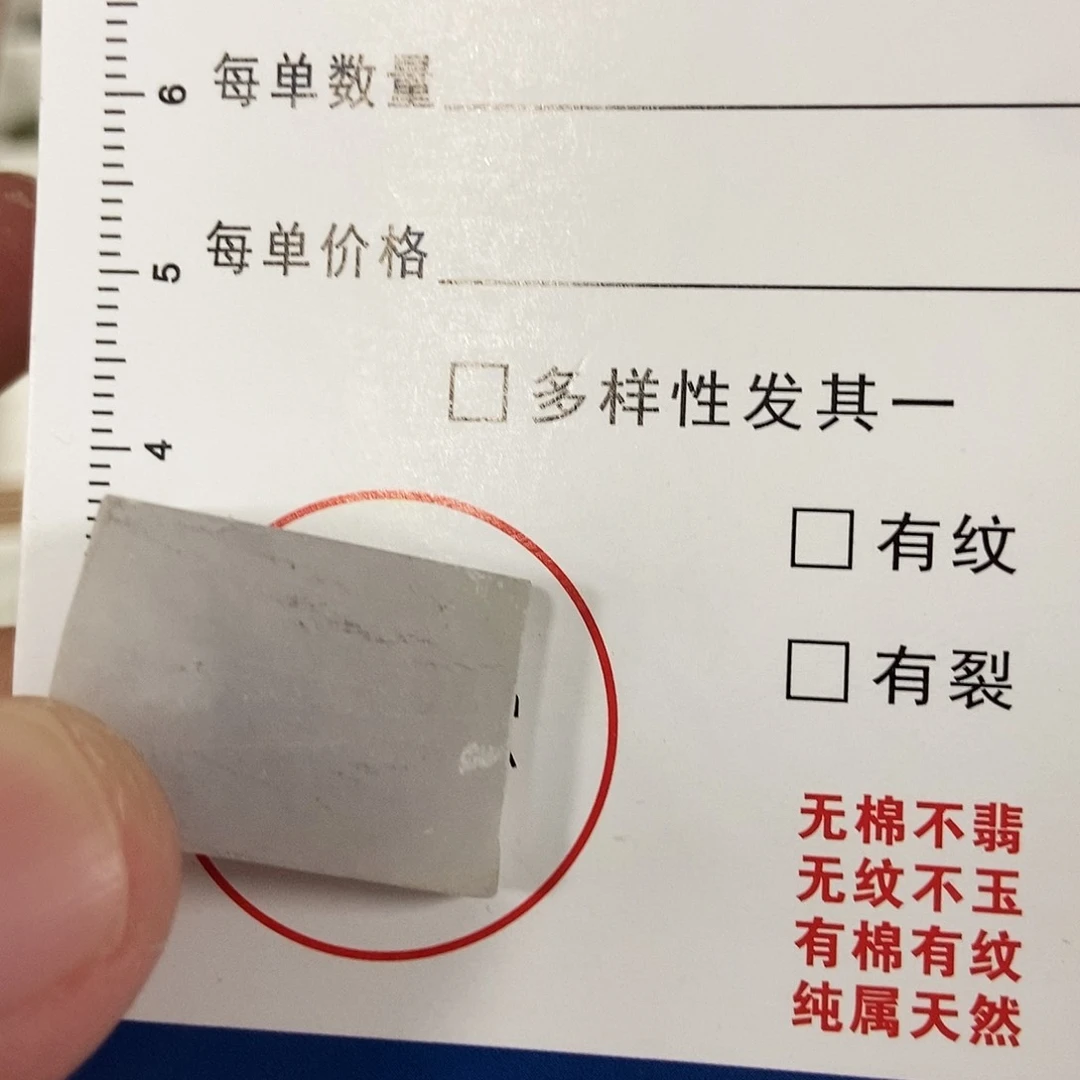 6
每单数量
5
每单价格
4
多样性发其一
有纹
有裂
无棉不翡
无纹不玉
有棉有纹
纯属天然